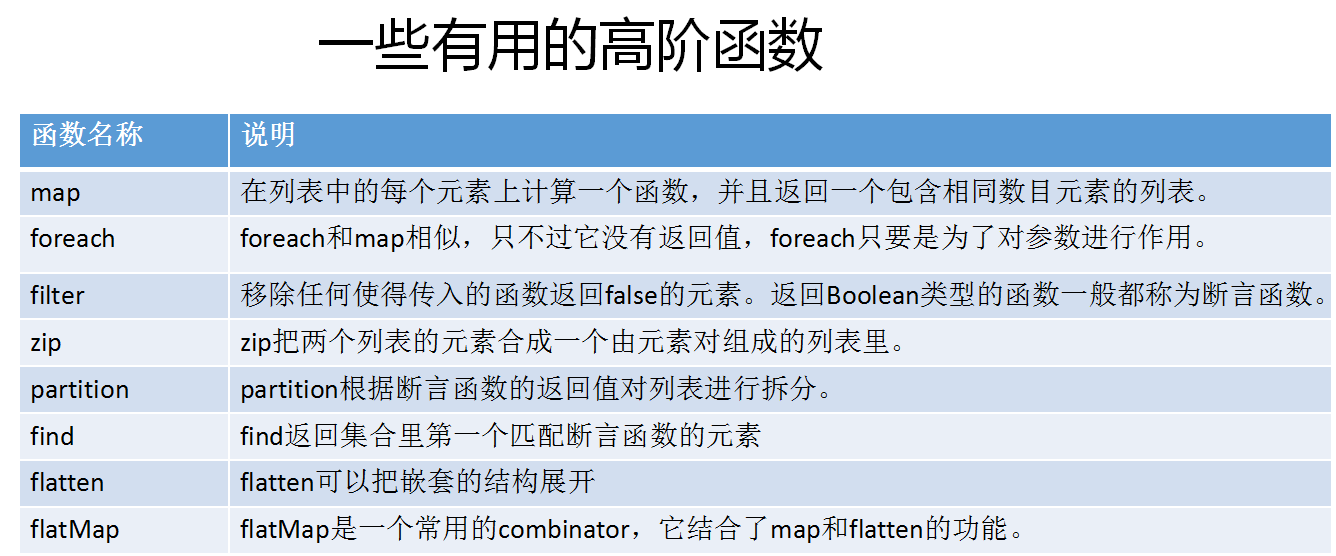 一些有用的高阶函数
函数名称 说明
map 在列表中的每个元素上计算一个函数，并且返回一个包含相同数目元素的列表。
foreach foreach和map相似，只不过它没有返回值，foreach只要是为了对参数进行作用。
filter 移除任何使得传入的函数返回false的元素。返回Boolean类型的函数一般都称为断言函数。
zip zip把两个列表的元素合成一个由元素对组成的列表里。
partition partition根据断言函数的返回值对列表进行拆分。
find find返回集合里第一个匹配断言函数的元素
flatten flatten可以把嵌套的结构展开
flatMap flatMap是一个常用的combinator，它结合了map和flatten的功能。